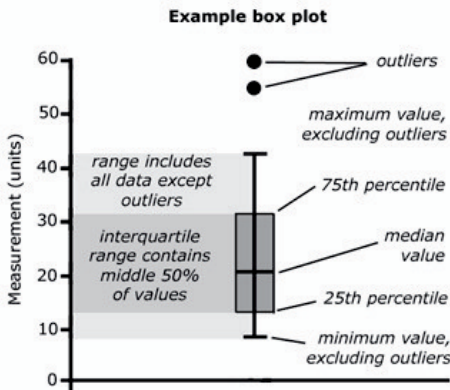 Example box plot
60
50
40
30
20
10
0
Measurement (units)
outliers
maximum value,
excluding outliers
range includes
all data except
outliers
75th percentile
interquartile
range contains
middle 50%
of values
median
value
25th percentile
minimum value,
excluding outliers